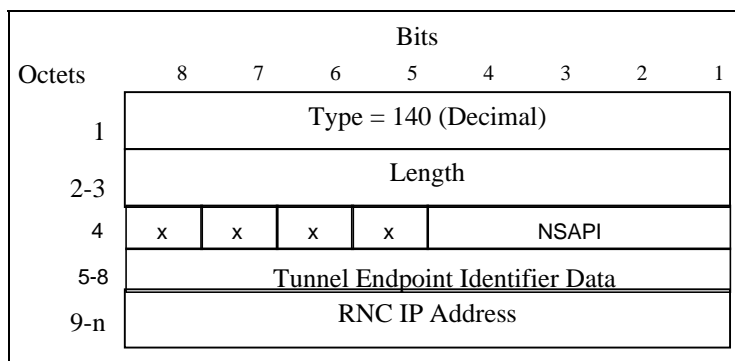 Bits
Octets 8 7 6 5 4 3 2 1
1 Type = 140 (Decimal)
2-3 Length
4 x x x x NSAPI
5-8 Tunnel Endpoint Identifier Data
9-n RNC IP Address